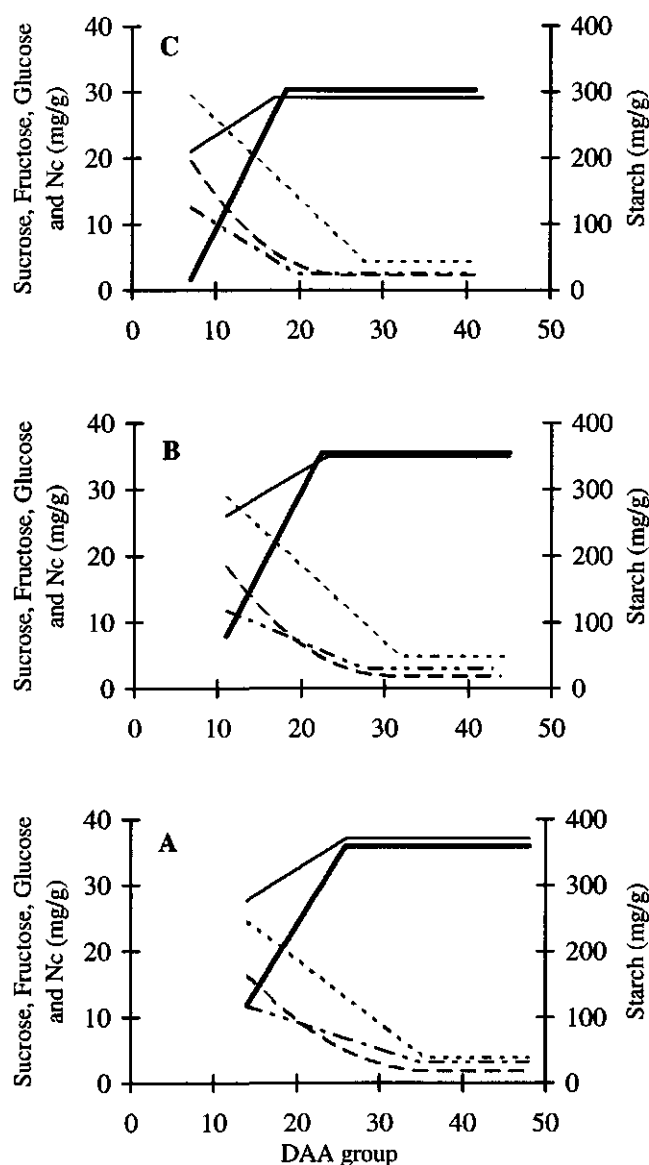 C
Sucrose, Fructose, Glucose
and Nc (mg/g)
40
30
20
10
0
400
300
200
100
0
Starch (mg/g)
0 10 20 30 40 50
B
Sucrose, Fructose, Glucose
and Nc (mg/g)
40
30
20
10
0
400
300
200
100
0
Starch (mg/g)
0 10 20 30 40 50
A
Sucrose, Fructose, Glucose
and Nc (mg/g)
40
30
20
10
0
400
300
200
100
0
Starch (mg/g)
0 10 20 30 40 50
DAA group